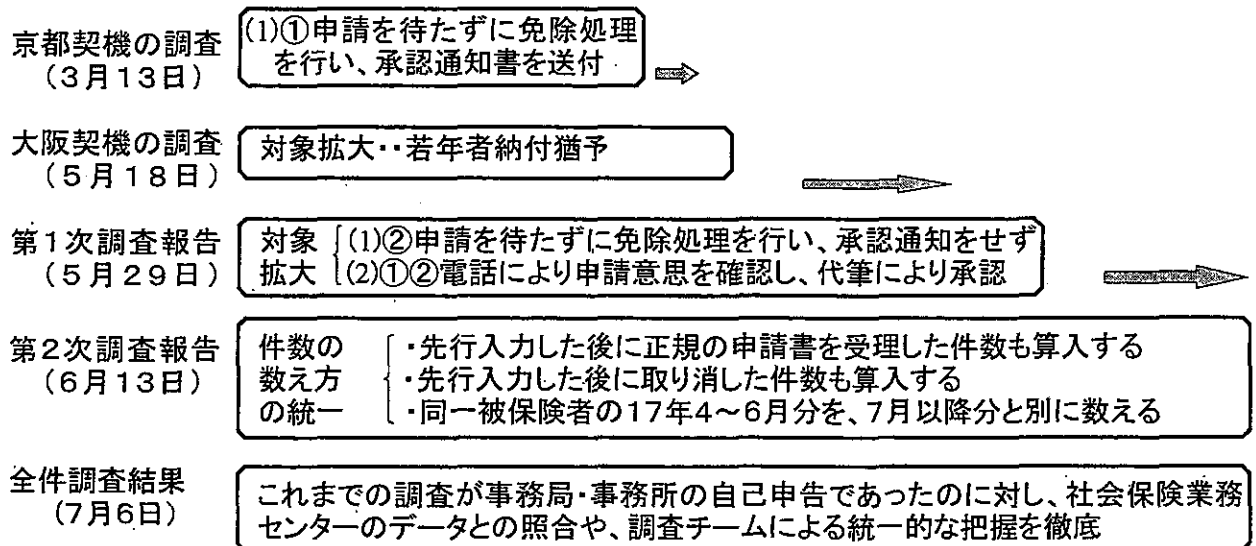 京都契機の調査
(3月13日)
(1)①申請を待たずに免除処理
を行い、承認通知書を送付
大阪契機の調査
(5月18日)
対象拡大・・若年者納付猶予
第1次調査報告
(5月29日)
対象
拡大
(1)②申請を待たずに免除処理を行い、承認通知をせず
(2)①②電話により申請意思を確認し、代筆により承認
第2次調査報告
(6月13日)
件数の
数え方
の統一
・先行入力した後に正規の申請書を受理した件数も算入する
・先行入力した後に取り消した件数も算入する
・同一被保険者の17年4~6月分を、7月以降分と別に数える
全件調査結果
(7月6日)
これまでの調査が事務局・事務所の自己申告であったのに対し、社会保険業務
センターのデータとの照合や、調査チームによる統一的な把握を徹底